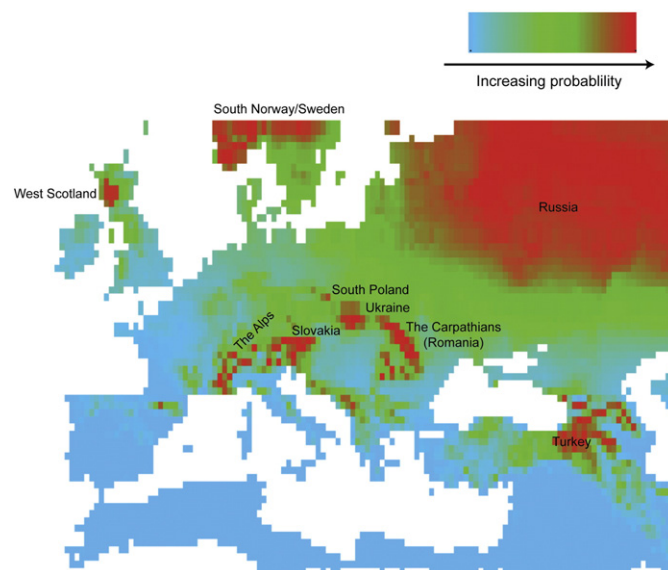 Increasing probablility
South Norway/Sweden
West Scotland
Russia
South Poland
Ukraine
The Alps
Slovakia
The Carpathians
(Romania)
Turkey